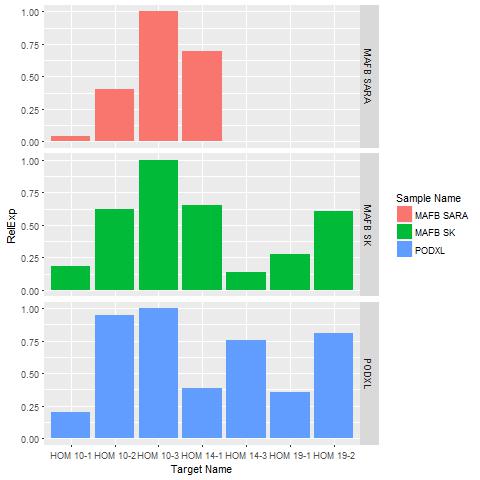 1.00
0.75
0.50
0.25
0.00
MAFB SARA
1.00
0.75
0.50
0.25
0.00
MAFB SK
1.00
0.75
0.50
0.25
0.00
PODXL
RelExp
HOM 10-1 HOM 10-2 HOM 10-3 HOM 14-1 HOM 14-3 HOM 19-1 HOM 19-2
Target Name
Sample Name
MAFB SARA
MAFB SK
PODXL